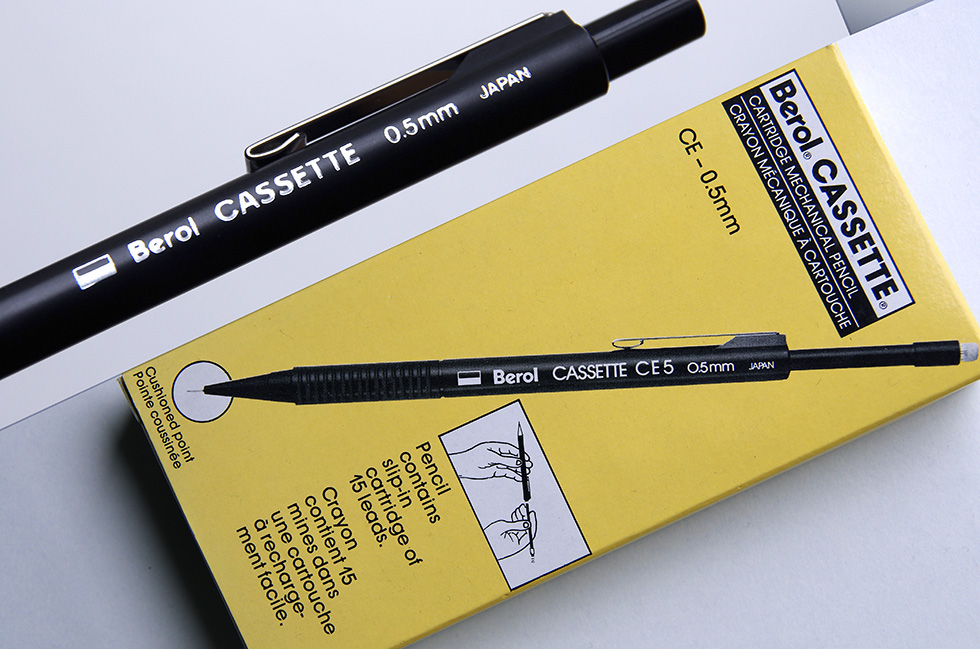 Berol CASSETTE 0.5mm JAPAN
Berol® CASSETTE®
CARTRIDGE MECHANICAL PENCIL
CRAYON MÉCANIQUE À CARTOUCHE
CE - 0.5mm
Berol CASSETTE CE5 0.5mm JAPAN
Cushioned point
Pointe coussinée
Pencil
contains
slip-in
cartridge of
15 leads.
Crayon
contient 15
mines dans
une cartouche
à recharge-
ment facile.